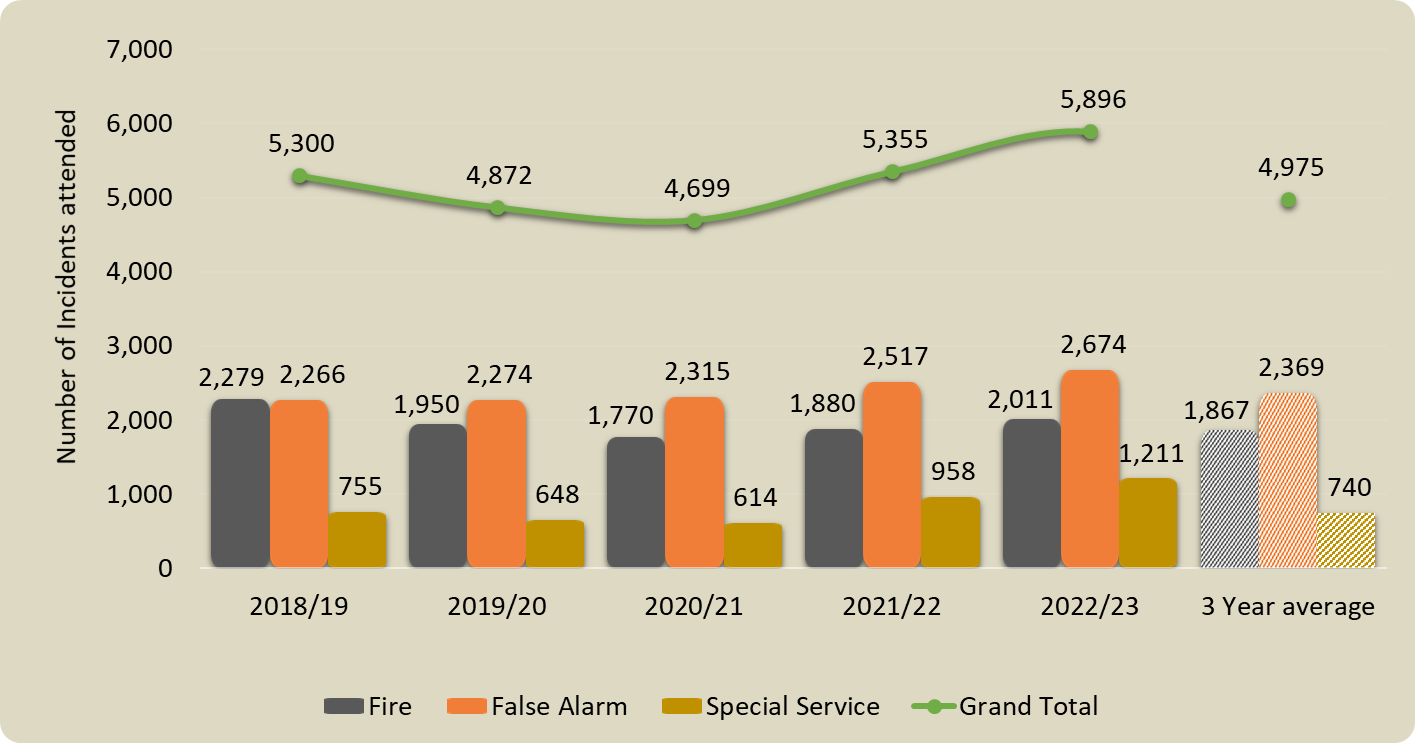 7,000
6,000
5,000
4,000
3,000
2,000
1,000
0
Number of Incidents attended
5,300
4,872
4,699
5,355
5,896
4,975
2,279 2,266 755
1,950 2,274 648
1,770 2,315 614
1,880 2,517 958
2,011 2,674 1,211
1,867 2,369 740
2018/19 2019/20 2020/21 2021/22 2022/23 3 Year average
Fire False Alarm Special Service Grand Total